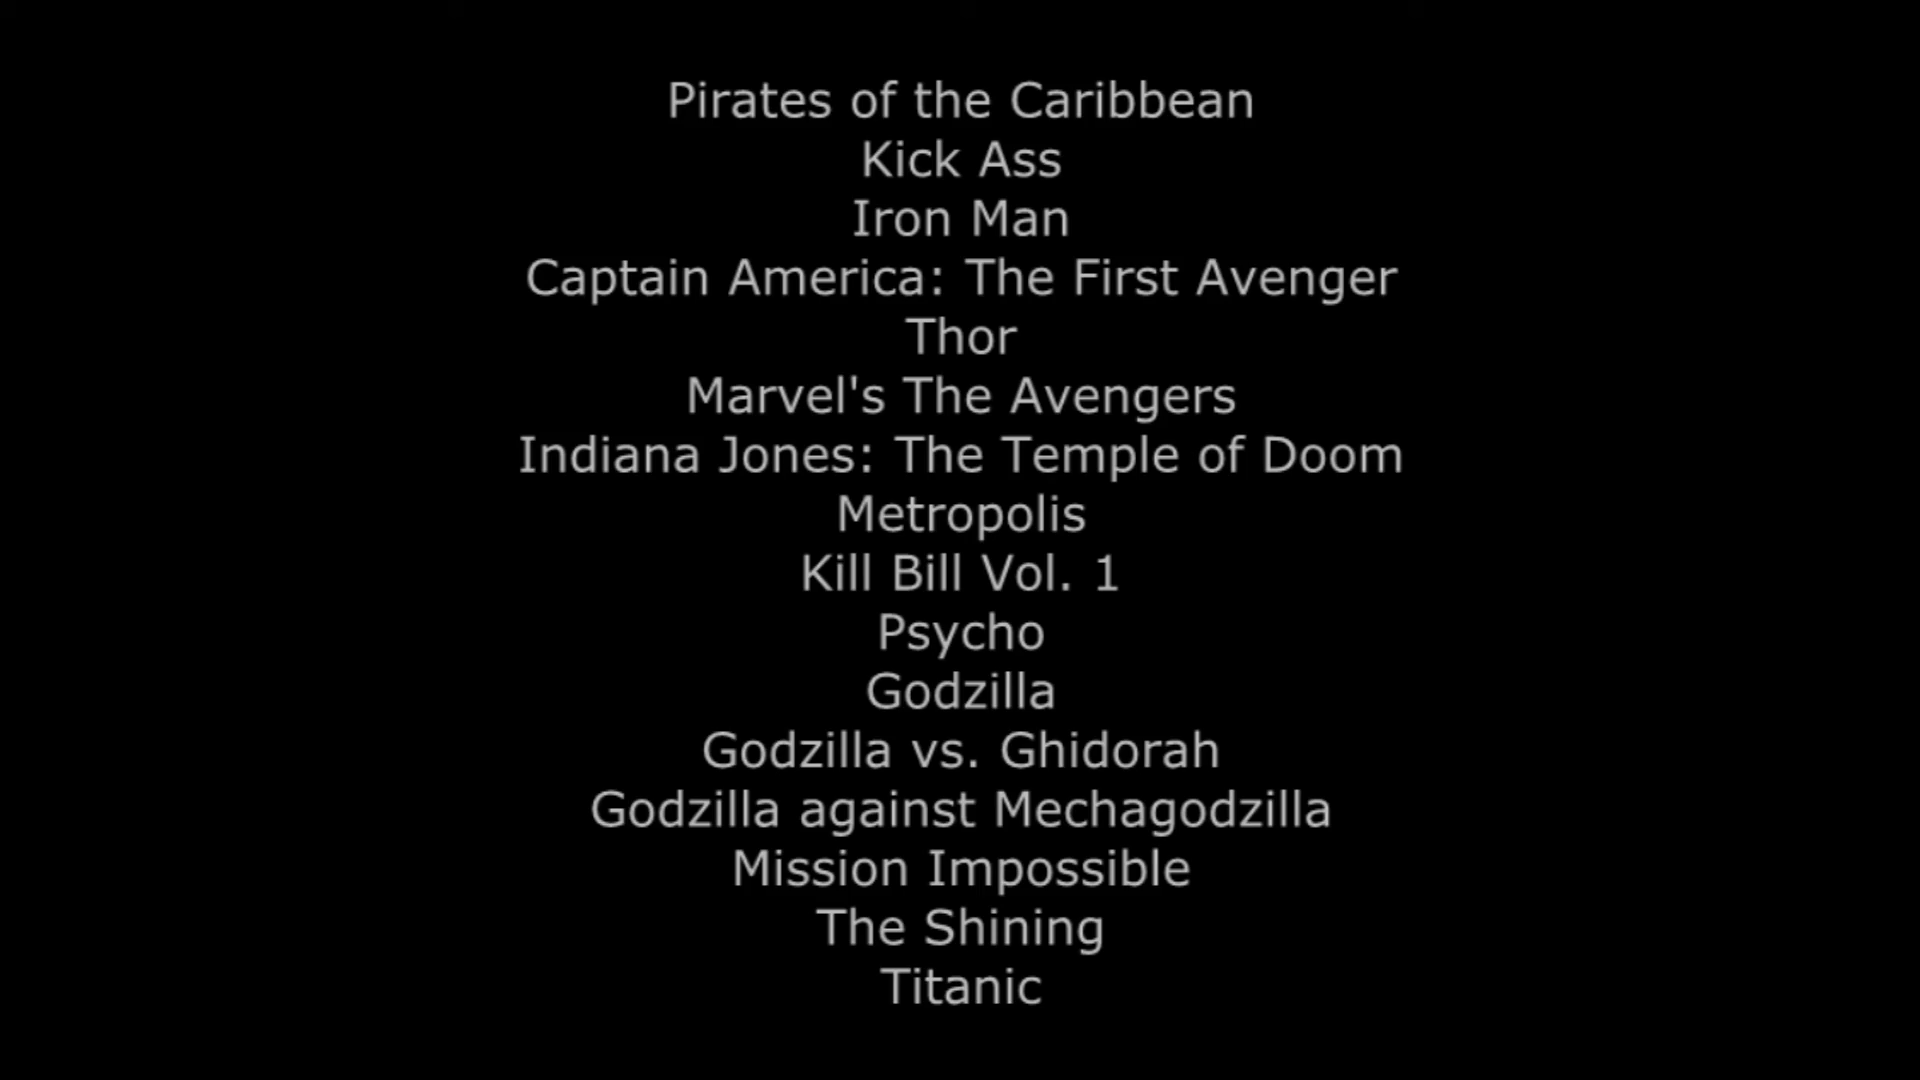 Pirates of the Caribbean
Kick Ass
Iron Man
Captain America: The First Avenger
Thor
Marvel's The Avengers
Indiana Jones: The Temple of Doom
Metropolis
Kill Bill Vol. 1
Psycho
Godzilla
Godzilla vs. Ghidorah
Godzilla against Mechagodzilla
Mission Impossible
The Shining
Titanic